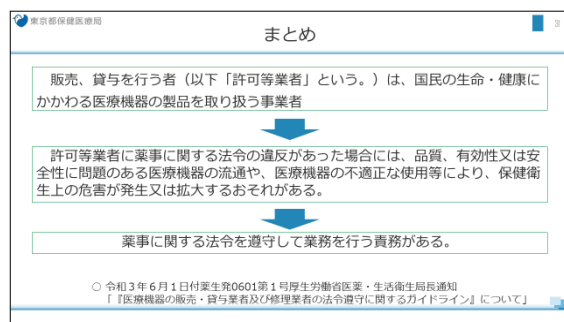 東京都保健医療局
まとめ
販売、貸与を行う者（以下「許可等業者」という。）は、国民の生命・健康に
かかわる医療機器の製品を取り扱う事業者
許可等業者に薬事に関する法令の違反があった場合には、品質、有効性又は安
全性に問題のある医療機器の流通や、医療機器の不適正な使用等により、保健衛
生上の危害が発生又は拡大するおそれがある。
薬事に関する法令を遵守して業務を行う責務がある。
○ 令和３年６月１日付薬生発0601第１号厚生労働省医薬・生活衛生局長通知
「『医療機器の販売・貸与業者及び修理業者の法令遵守に関するガイドライン』について」